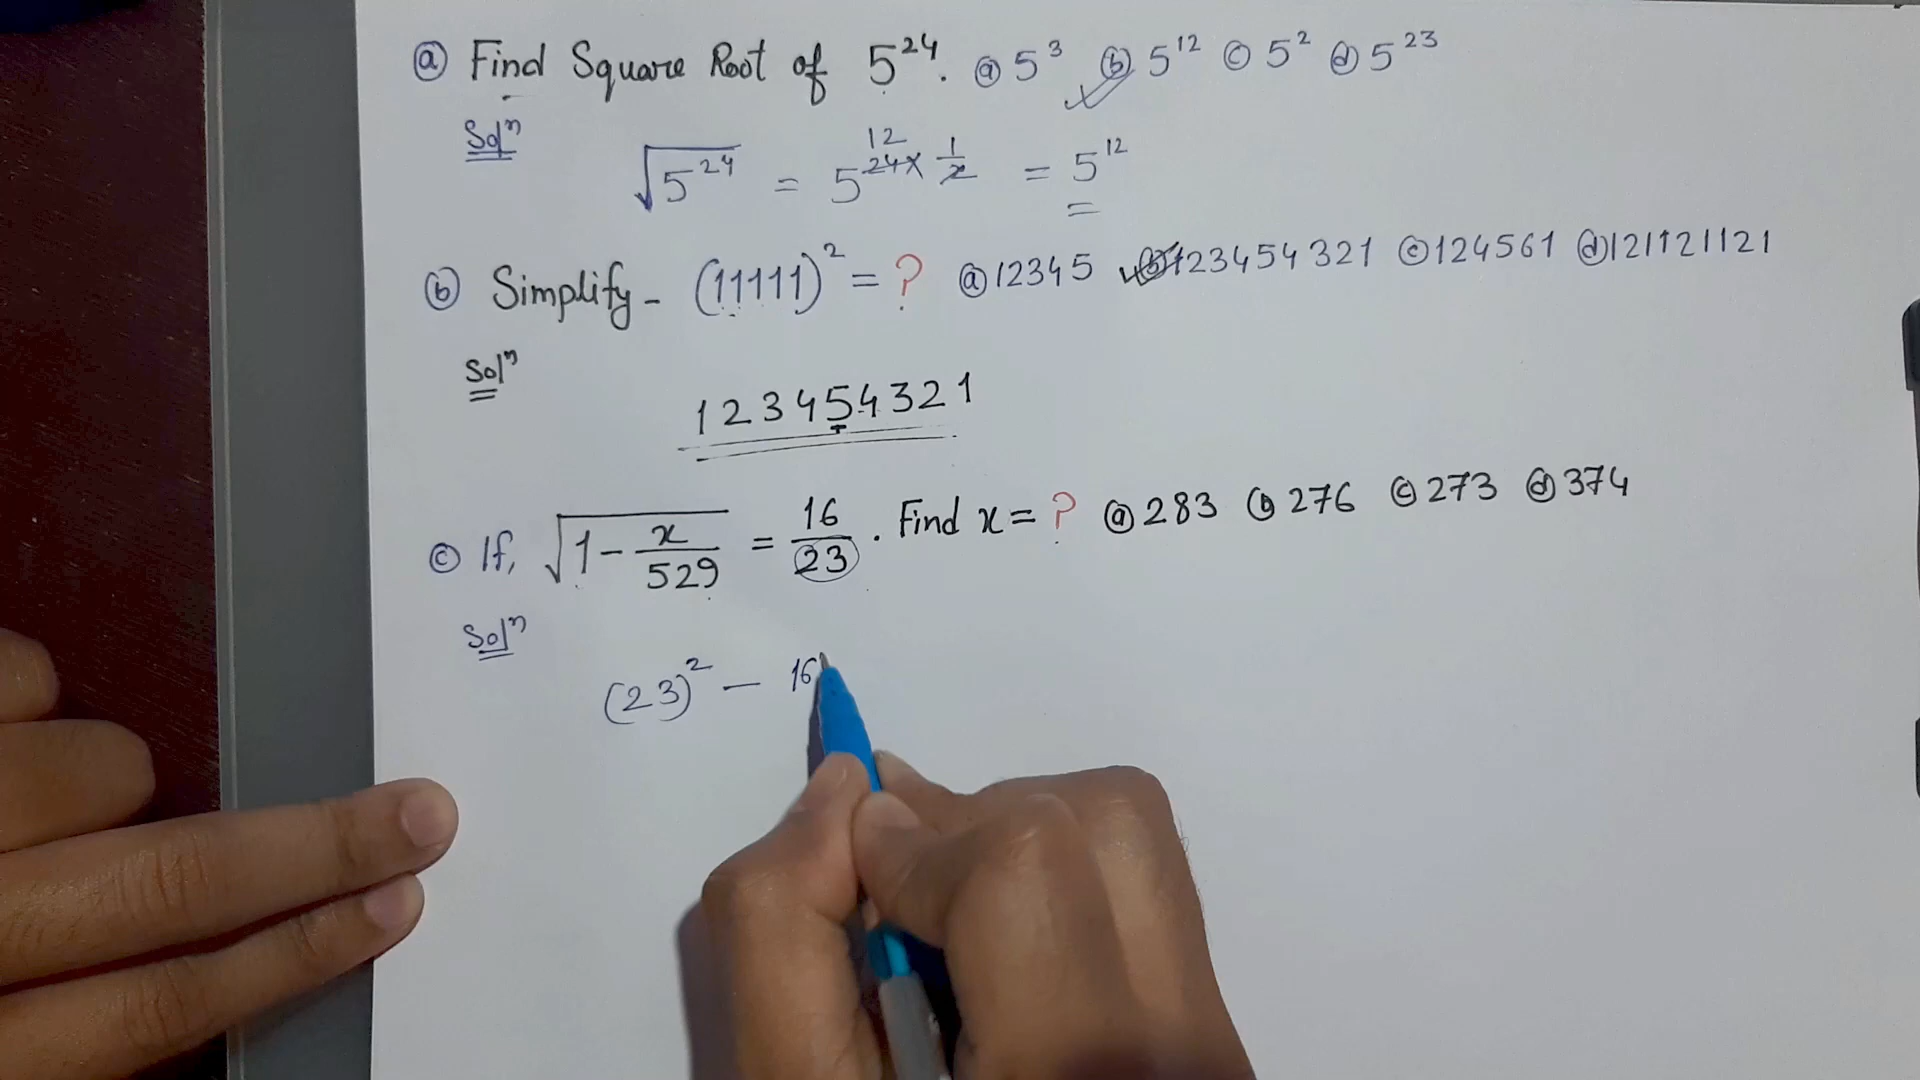 ⓐ Find Square Root of 5²⁴. ⓐ 5³ ⓑ 5¹² ⓒ 5² ⓓ 5²³
Solⁿ
√5²⁴ = 5^(24 × 1/2) 12 = 5¹²
ⓑ Simplify - (11111)² = ? ⓐ 12345 ⓑ 123454321 ⓒ 124561 ⓓ 121121121
Solⁿ
123454321
ⓒ If, √(1 - x/529) = 16/23. Find x = ? ⓐ 283 ⓑ 276 ⓒ 273 ⓓ 374
Solⁿ
(23)² - 16